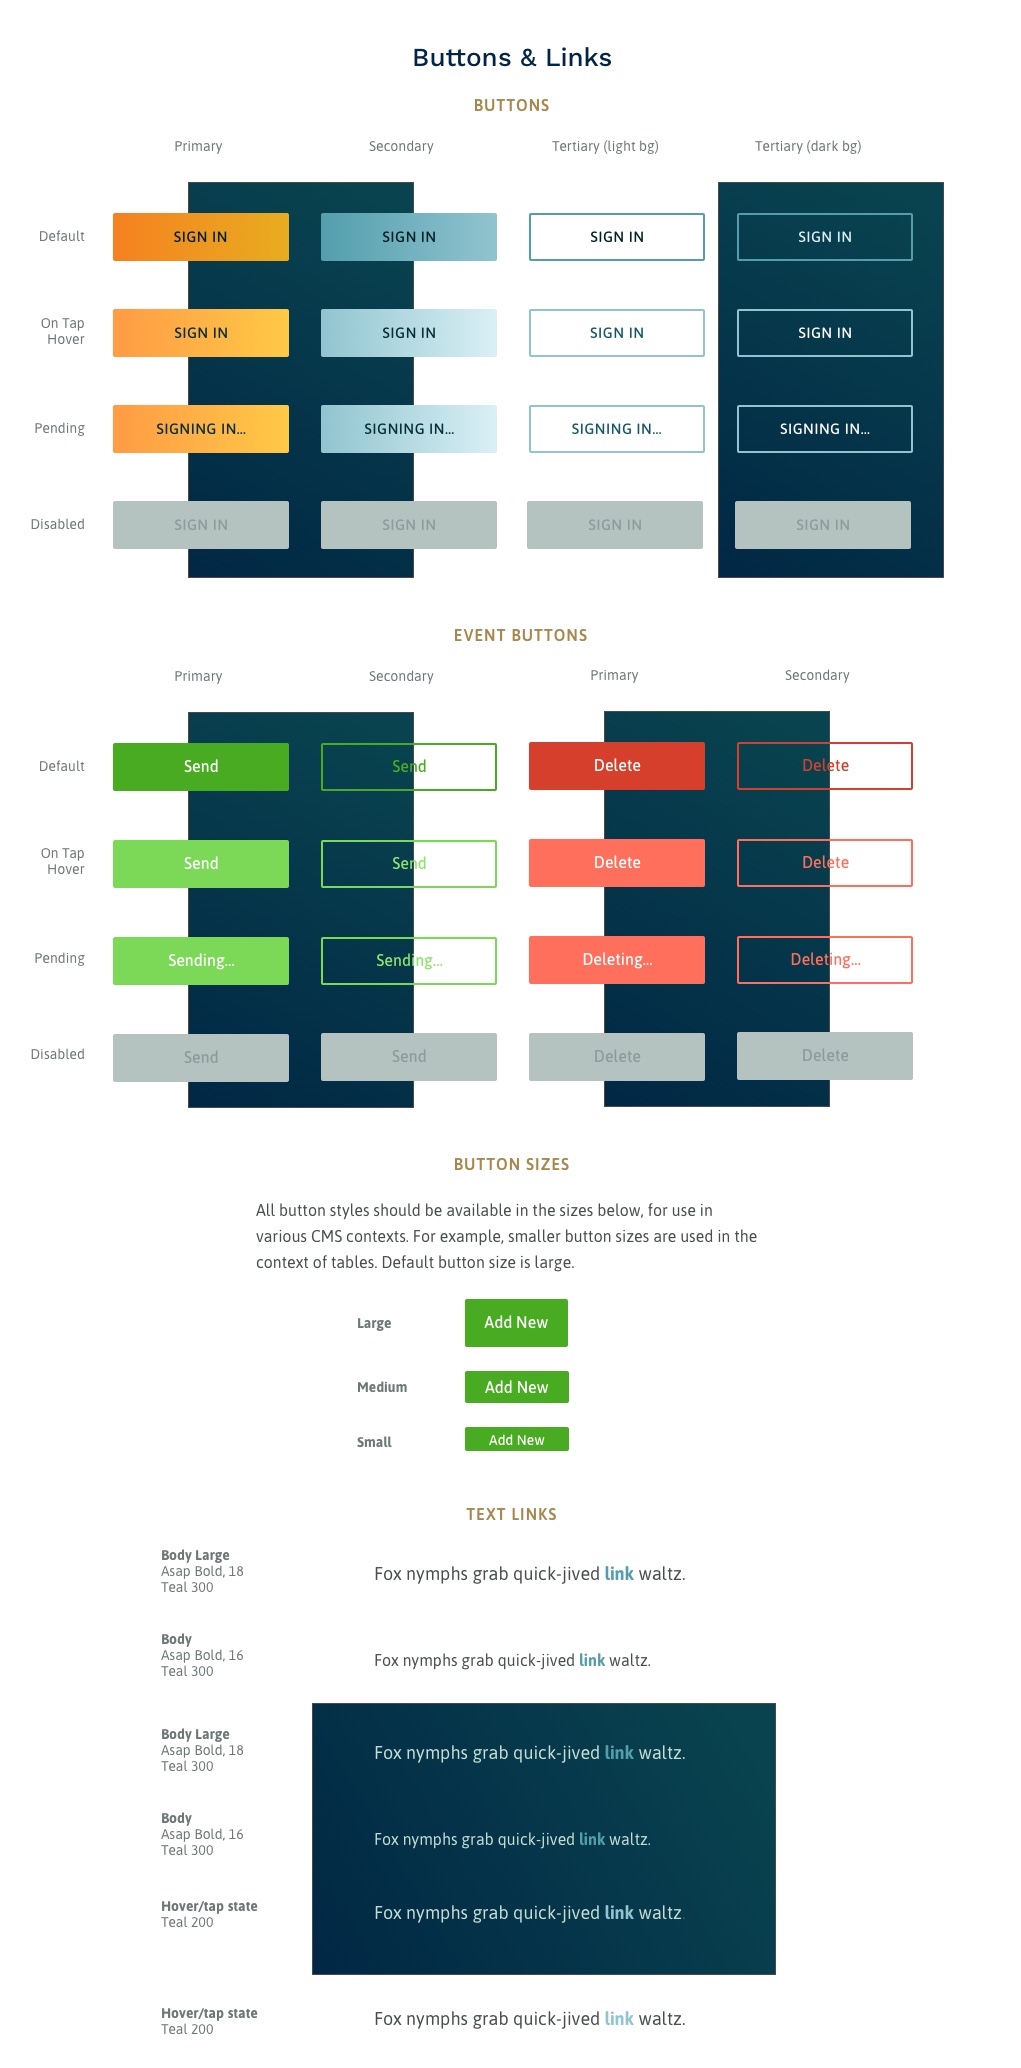 Buttons & Links
BUTTONS
Primary Secondary Tertiary (light bg) Tertiary (dark bg)
Default SIGN IN SIGN IN SIGN IN SIGN IN
On Tap
Hover SIGN IN SIGN IN SIGN IN SIGN IN
Pending SIGNING IN... SIGNING IN... SIGNING IN... SIGNING IN...
Disabled SIGN IN SIGN IN SIGN IN SIGN IN
EVENT BUTTONS
Primary Secondary Primary Secondary
Default Send Send Delete Delete
On Tap
Hover Send Send Delete Delete
Pending Sending... Sending... Deleting... Deleting...
Disabled Send Send Delete Delete
BUTTON SIZES
All button styles should be available in the sizes below, for use in
various CMS contexts. For example, smaller button sizes are used in the
context of tables. Default button size is large.
Large Add New
Medium Add New
Small Add New
TEXT LINKS
Body Large
Asap Bold, 18
Teal 300
Fox nymphs grab quick-jived link waltz.
Body
Asap Bold, 16
Teal 300
Fox nymphs grab quick-jived link waltz.
Body Large
Asap Bold, 18
Teal 300
Fox nymphs grab quick-jived link waltz.
Body
Asap Bold, 16
Teal 300
Fox nymphs grab quick-jived link waltz.
Hover/tap state
Teal 200
Fox nymphs grab quick-jived link waltz
Hover/tap state
Teal 200
Fox nymphs grab quick-jived link waltz.